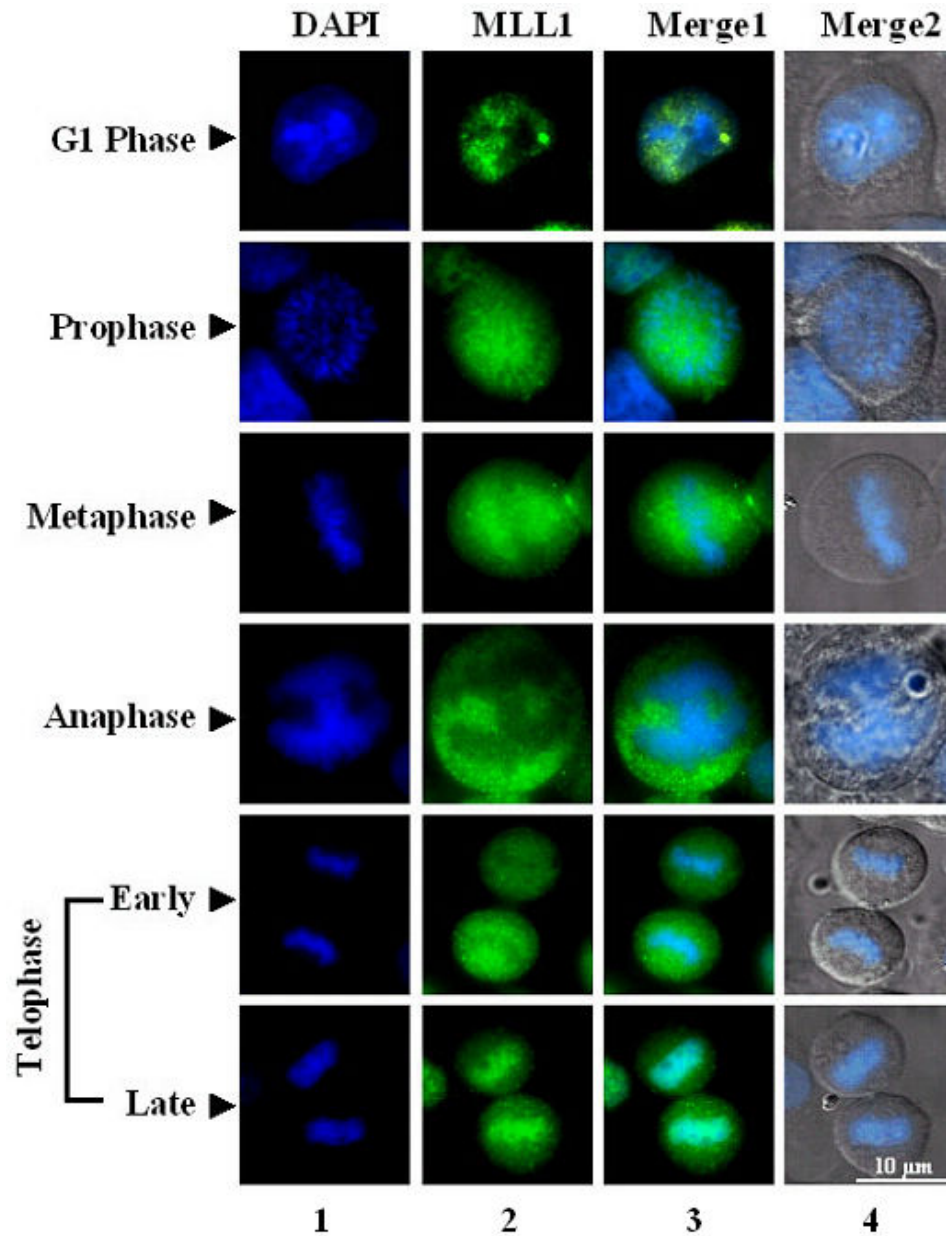 DAPI MLL1 Merge1 Merge2
G1 Phase
Prophase
Metaphase
Anaphase
Telophase
Early
Late
10 µm
1 2 3 4